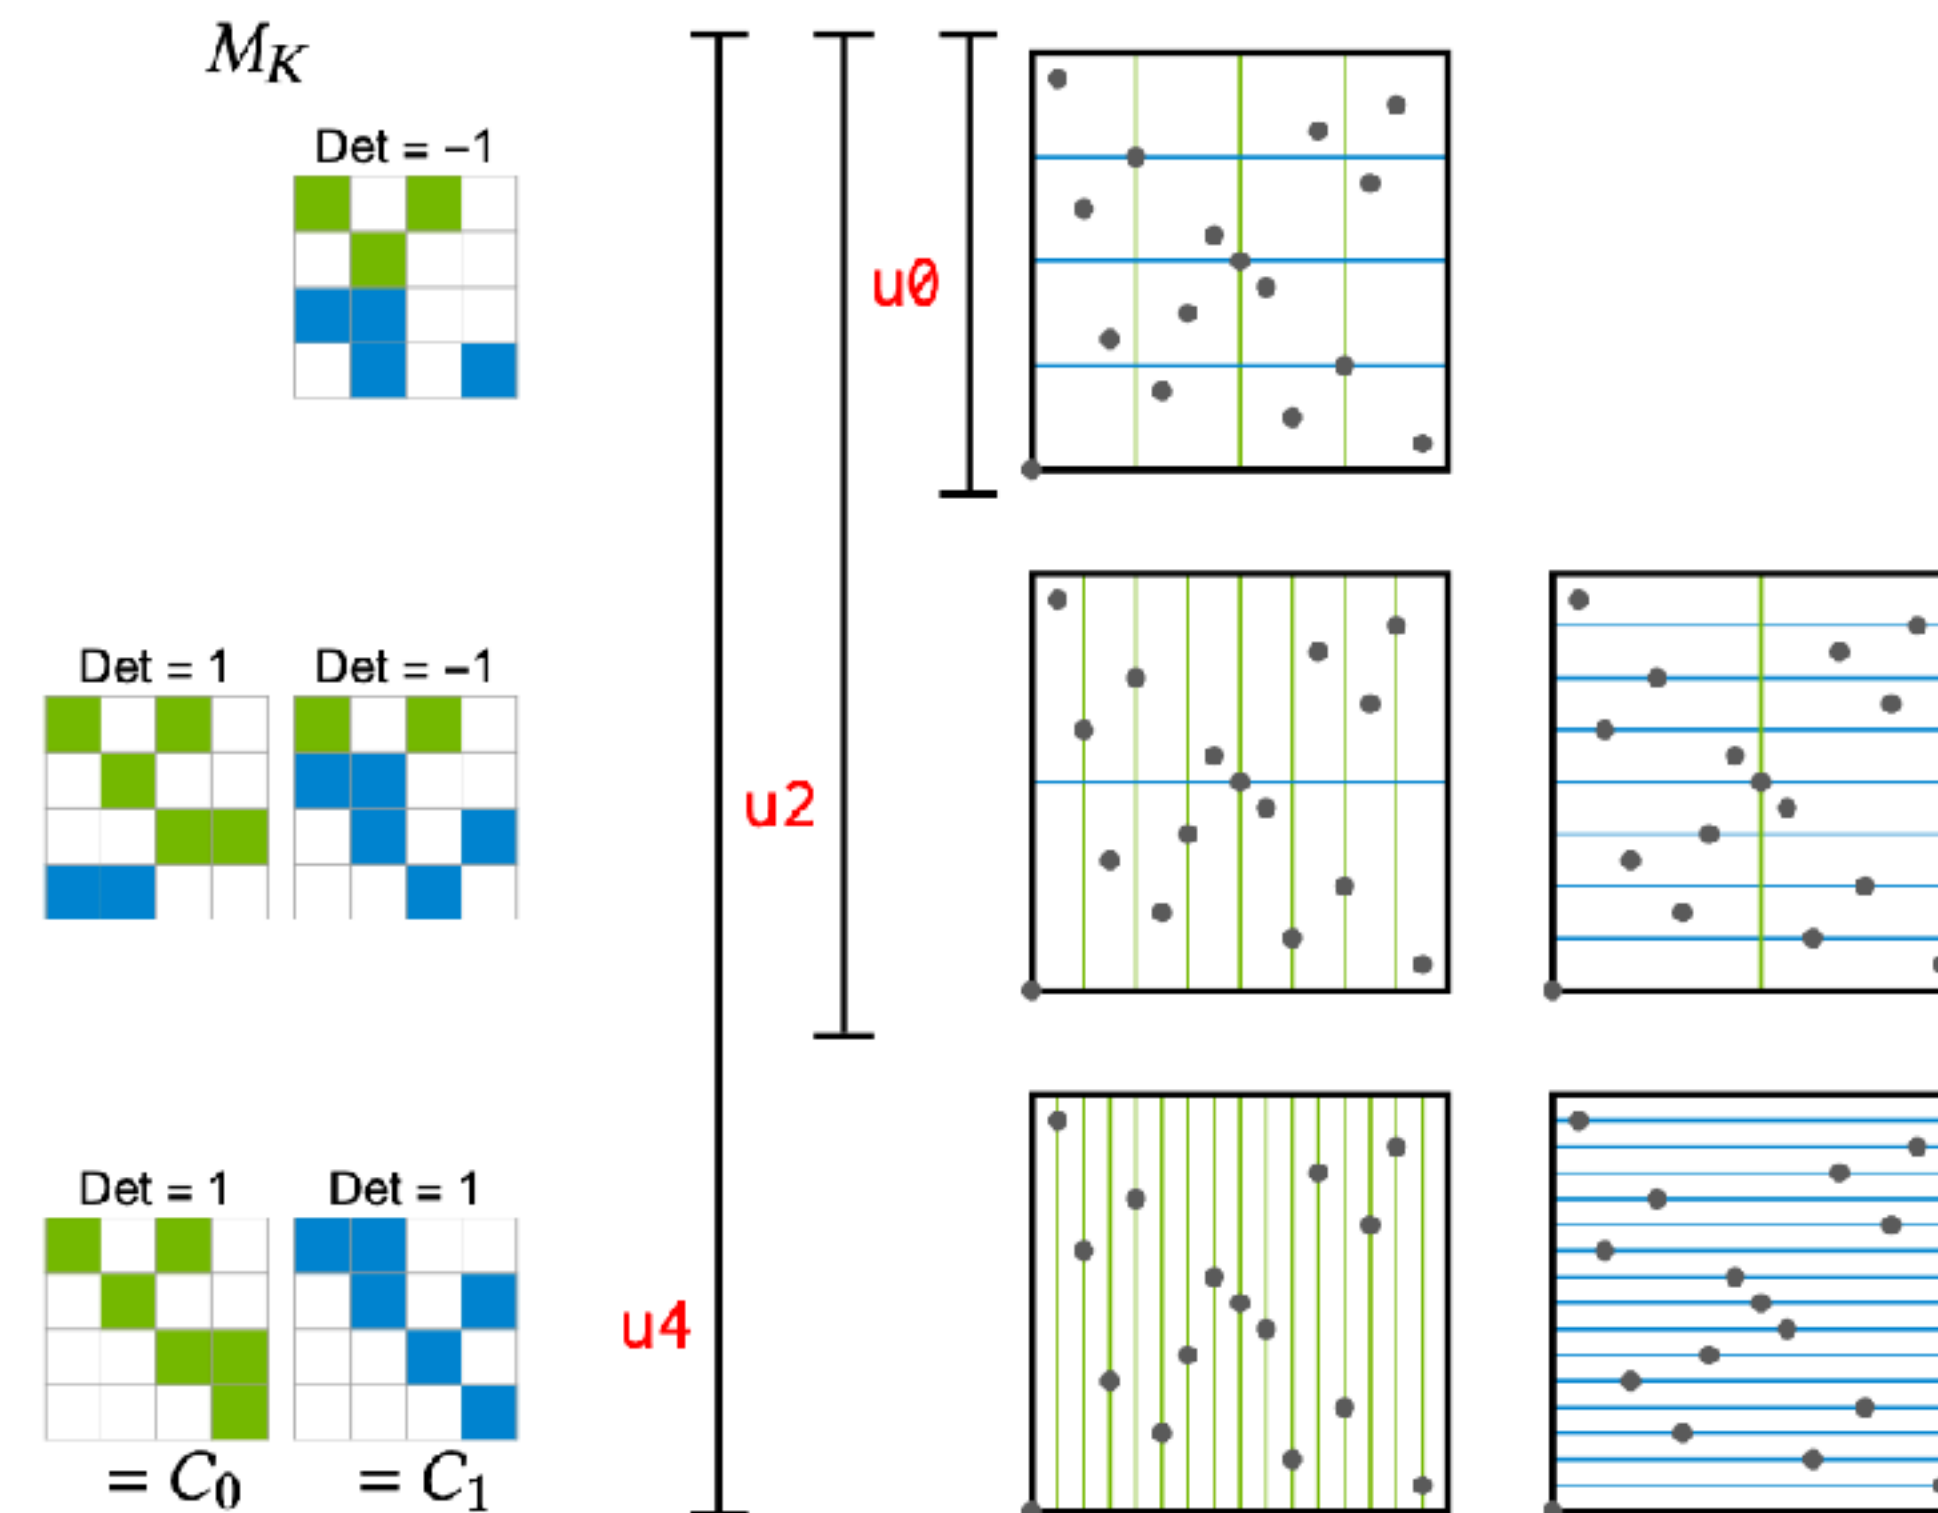 M_K
Det = −1
u0
Det = 1
Det = −1
u2
Det = 1
Det = 1
u4
= C_0
= C_1